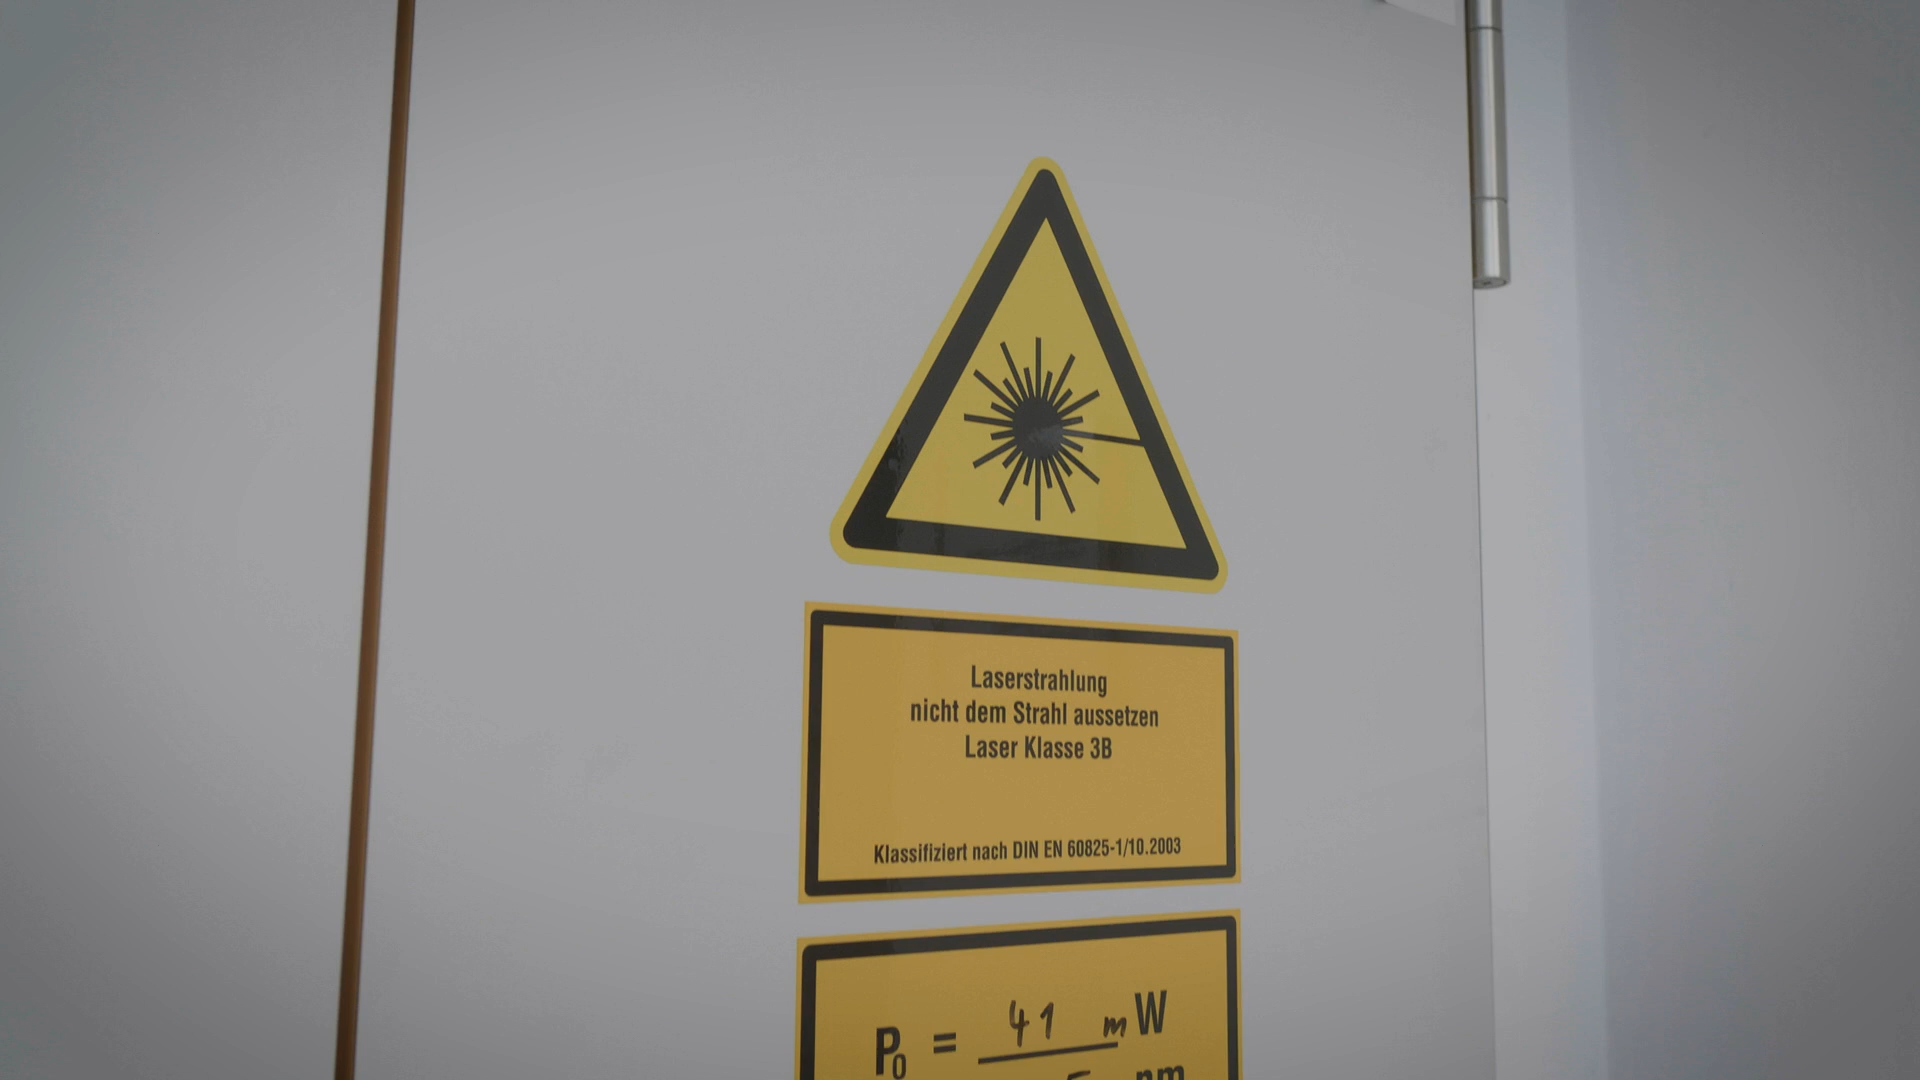 Laserstrahlung
nicht dem Strahl aussetzen
Laser Klasse 3B
Klassifiziert nach DIN EN 60825-1/10.2003
P0 = 41 mW
nm